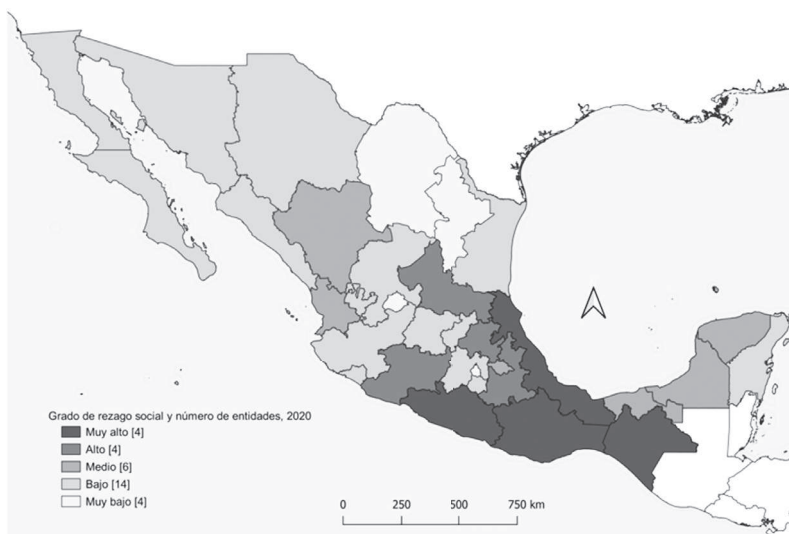 Grado de rezago social y número de entidades, 2020
Muy alto [4]
Alto [4]
Medio [6]
Bajo [14]
Muy bajo [4]
0 250 500 750 km